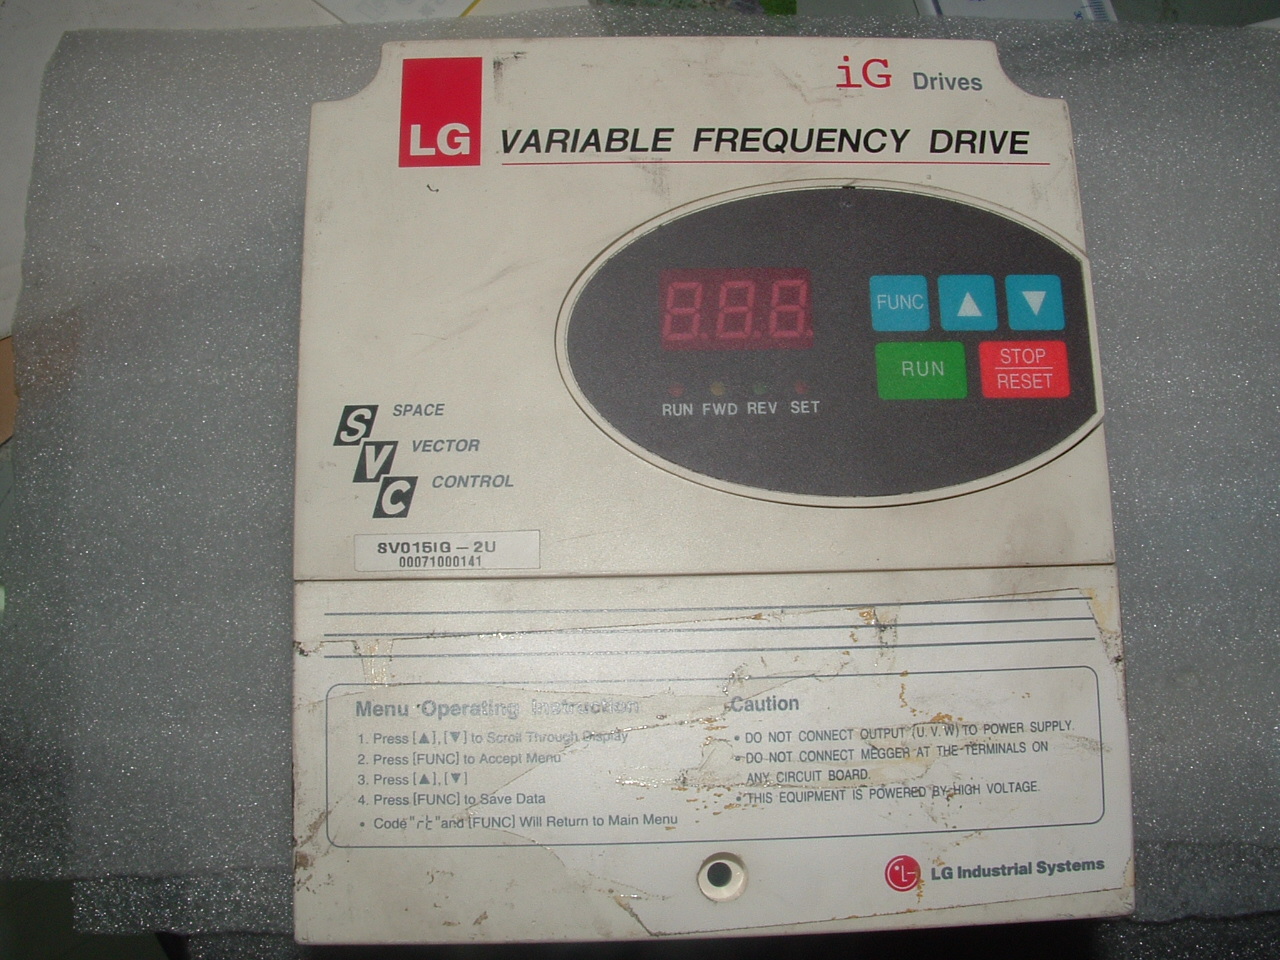 iG Drives
LG VARIABLE FREQUENCY DRIVE
8.8.8.
FUNC ▲ ▼
RUN STOP
RESET
RUN FWD REV SET
S SPACE
V VECTOR
C CONTROL
SV015IG – 2U
00071000141
Menu Operating Instruction
1. Press [▲], [▼] to Scroll Through Display
2. Press [FUNC] to Accept Menu
3. Press [▲], [▼]
4. Press [FUNC] to Save Data
• Code "rt" and [FUNC] Will Return to Main Menu
Caution
• DO NOT CONNECT OUTPUT (U. V. W) TO POWER SUPPLY.
• DO NOT CONNECT MEGGER AT THE TERMINALS ON
ANY CIRCUIT BOARD.
• THIS EQUIPMENT IS POWERED BY HIGH VOLTAGE.
LG Industrial Systems